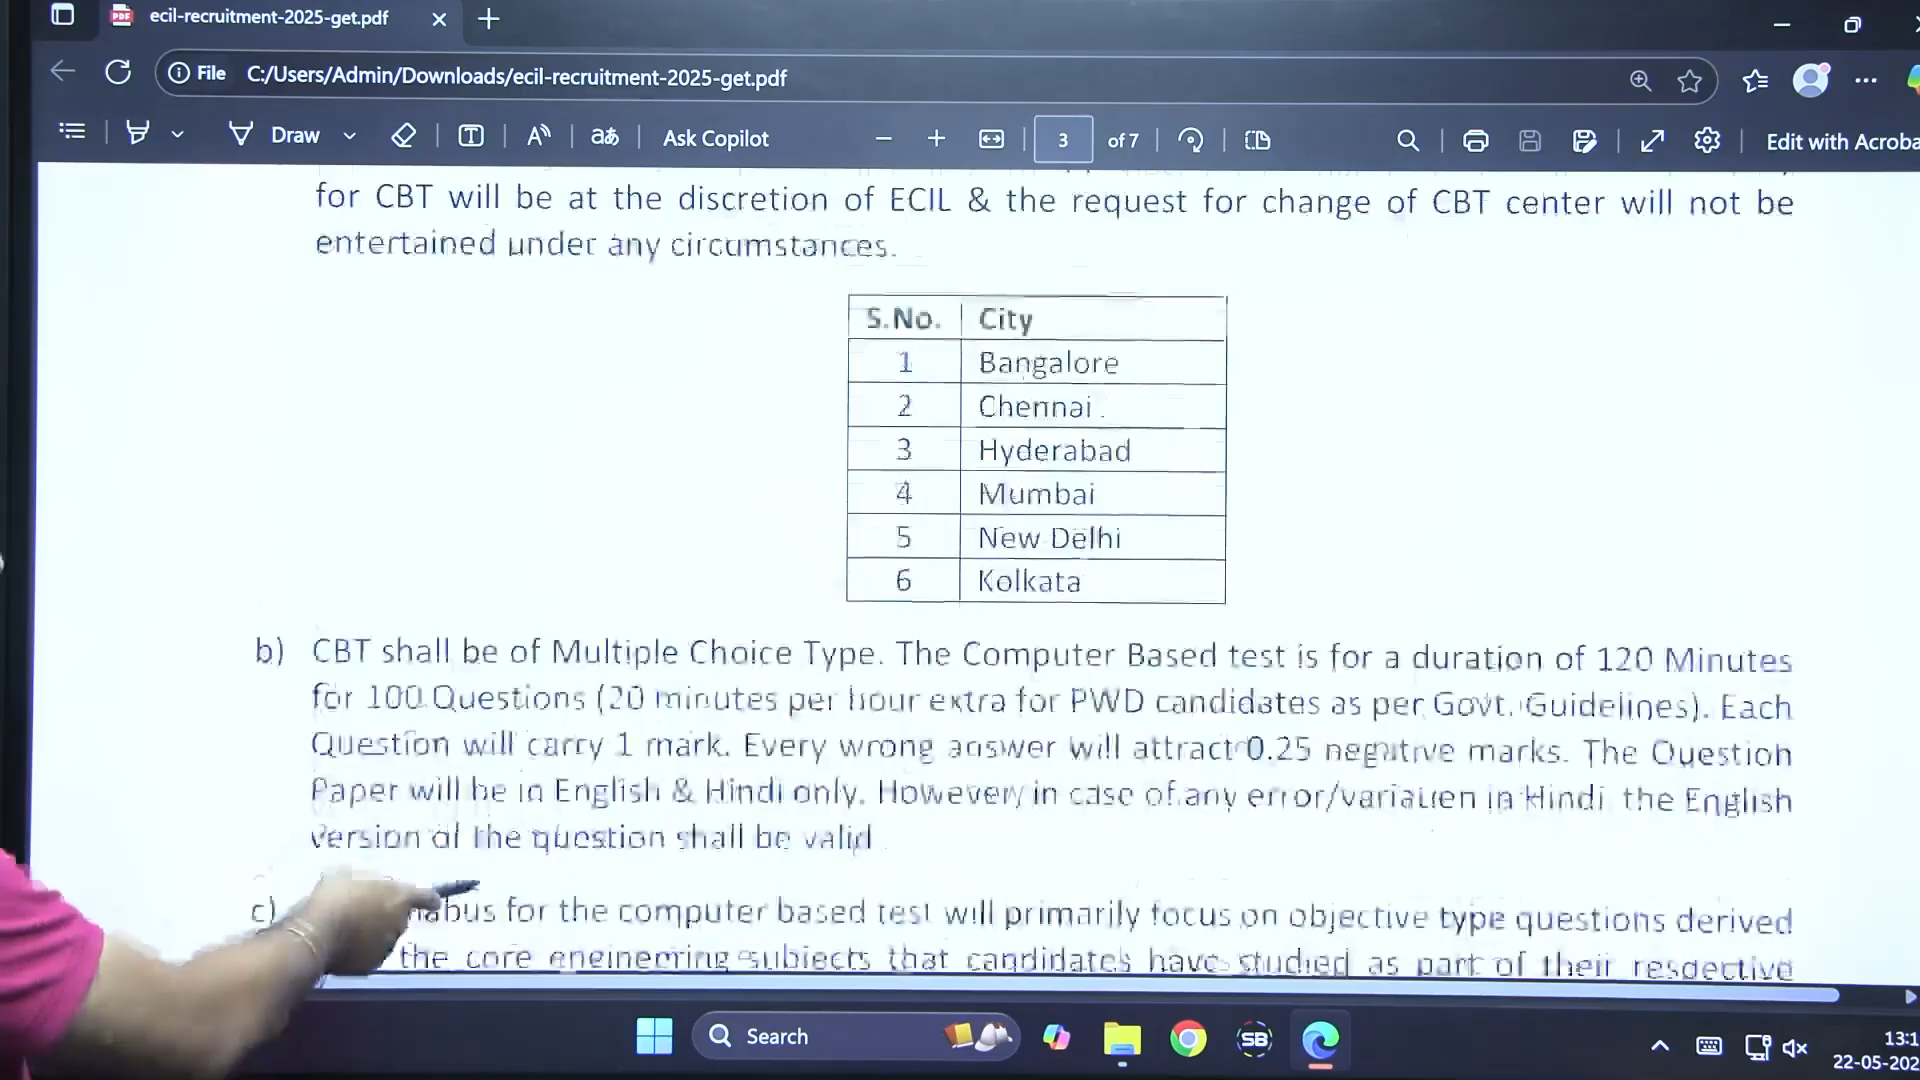 ecil-recruitment-2025-get.pdf
File C:/Users/Admin/Downloads/ecil-recruitment-2025-get.pdf
Draw Ask Copilot 3 of 7 Edit with Acroba
for CBT will be at the discretion of ECIL & the request for change of CBT center will not be
entertained under any circumstances.
S.No. City
1 Bangalore
2 Chennai
3 Hyderabad
4 Mumbai
5 New Delhi
6 Kolkata
b) CBT shall be of Multiple Choice Type. The Computer Based test is for a duration of 120 Minutes
for 100 Questions (20 minutes per hour extra for PWD candidates as per Govt. Guidelines). Each
Question will carry 1 mark. Every wrong answer will attract 0.25 negative marks. The Question
Paper will be in English & Hindi only. However, in case of any error/variation in Hindi the English
version of the question shall be valid
c) for the computer based test will primarily focus on objective type questions derived
the core engineering subjects that candidates have studied as part of their respective
Search
SB
13:1
22-05-202